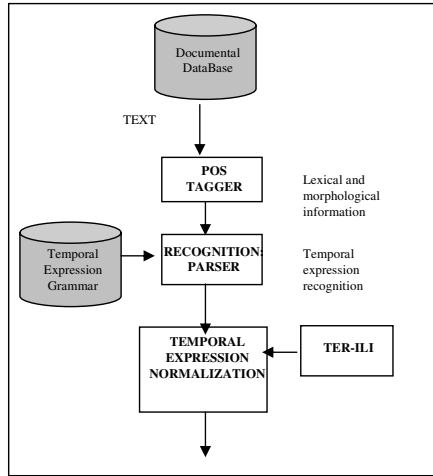 Documental
DataBase
TEXT
POS
TAGGER
Lexical and
morphological
information
Temporal
Expression
Grammar
RECOGNITION:
PARSER
Temporal
expression
recognition
TEMPORAL
EXPRESSION
NORMALIZATION
TER-ILI